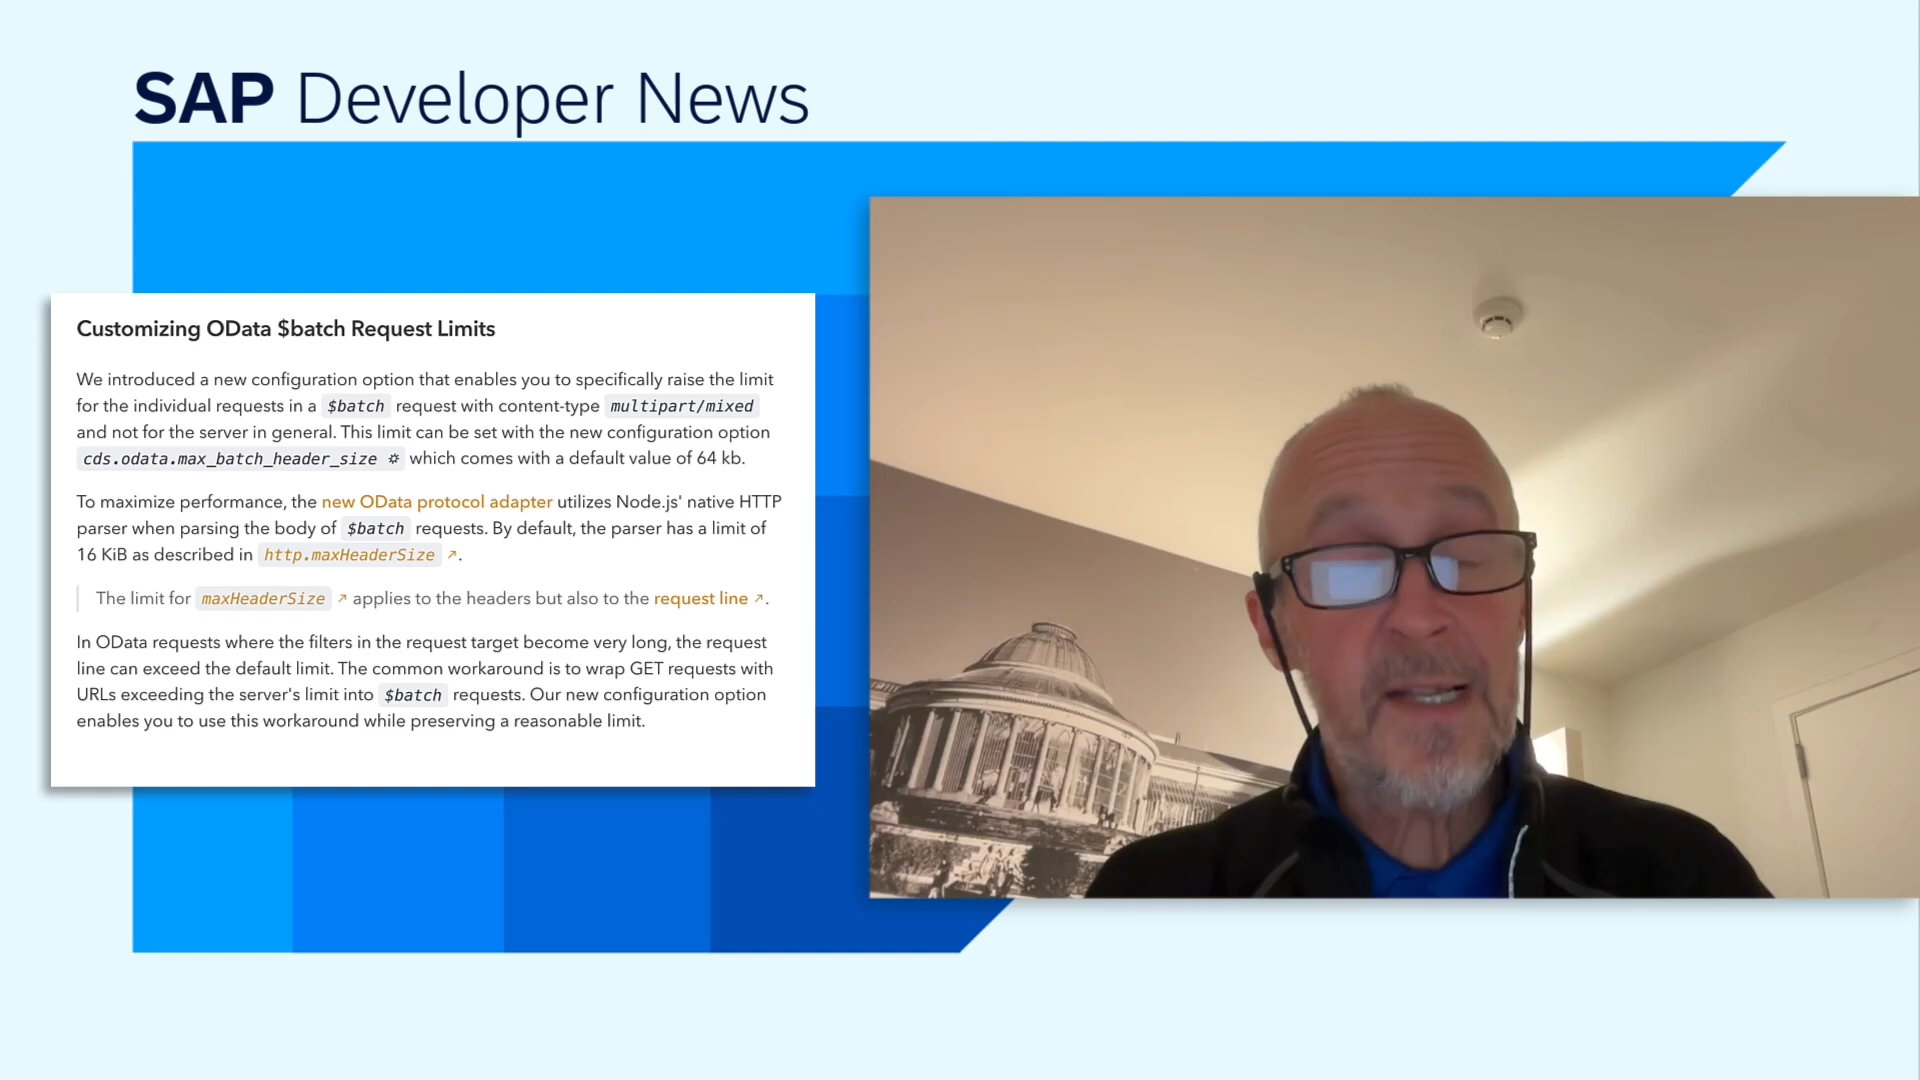 SAP Developer News
Customizing OData $batch Request Limits
We introduced a new configuration option that enables you to specifically raise the limit
for the individual requests in a $batch request with content-type multipart/mixed
and not for the server in general. This limit can be set with the new configuration option
cds.odata.max_batch_header_size which comes with a default value of 64 kb.
To maximize performance, the new OData protocol adapter utilizes Node.js' native HTTP
parser when parsing the body of $batch requests. By default, the parser has a limit of
16 KiB as described in http.maxHeaderSize ↗.
The limit for maxHeaderSize ↗ applies to the headers but also to the request line ↗.
In OData requests where the filters in the request target become very long, the request
line can exceed the default limit. The common workaround is to wrap GET requests with
URLs exceeding the server's limit into $batch requests. Our new configuration option
enables you to use this workaround while preserving a reasonable limit.